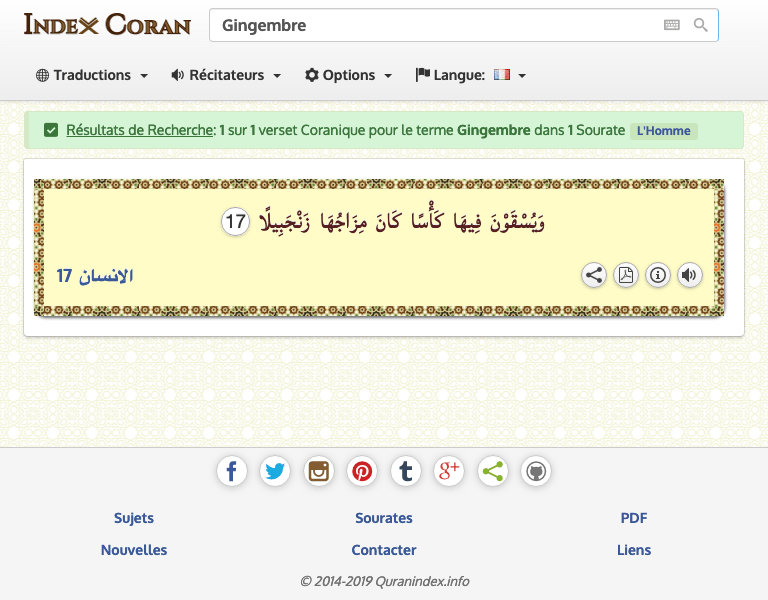 Index Coran
Gingembre
Traductions
Récitateurs
Options
Langue:
Résultats de Recherche: 1 sur 1 verset Coranique pour le terme Gingembre dans 1 Sourate L'Homme
وَيُسْقَوْنَ فِيهَا كَأْسًا كَانَ مِزَاجُهَا زَنْجَبِيلًا 17
الانسان 17
Sujets
Sourates
PDF
Nouvelles
Contacter
Liens
© 2014-2019 Quranindex.info